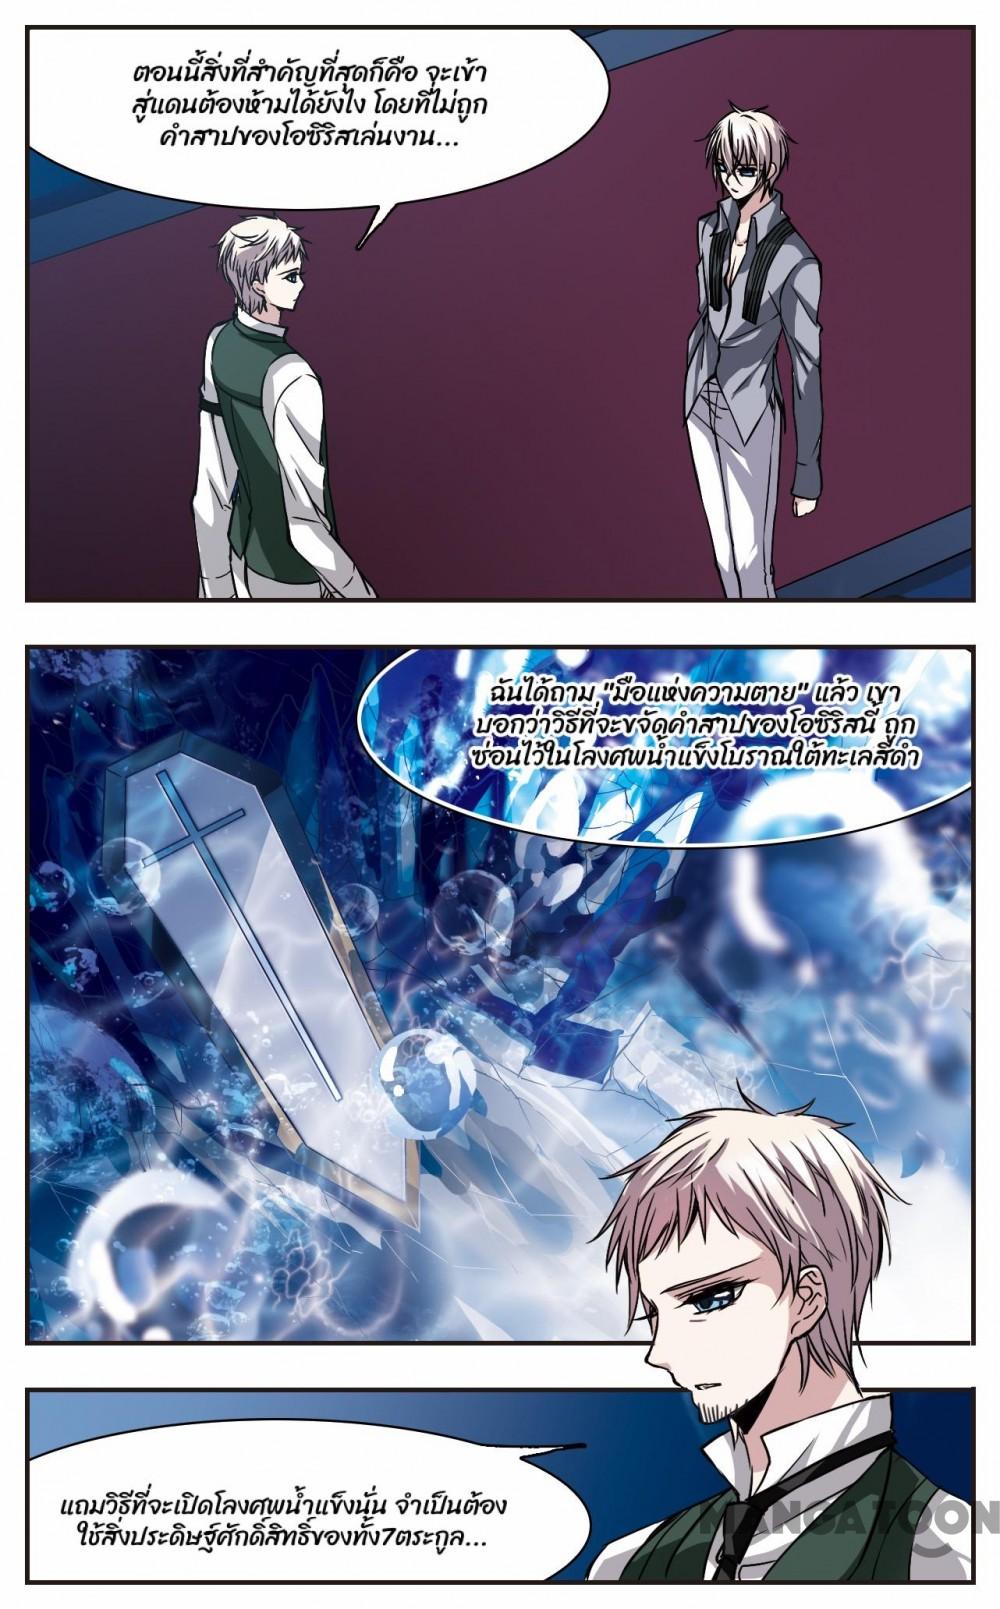 ตอนนี้สิ่งที่สำคัญที่สุดก็คือ จะเข้า
สู่แดนต้องห้ามได้ยังไง โดยที่ไม่ถูก
คำสาปของโอซิริสเล่นงาน...
ฉันได้ถาม "มือแห่งความตาย" แล้ว เขา
บอกว่าวิธีที่จะขจัดคำสาปของโอซิริสนี้ ถูก
ซ่อนไว้ในโลงศพน้ำแข็งโบราณใต้ทะเลสีดำ
แถมวิธีที่จะเปิดโลงศพน้ำแข็งนั่น จำเป็นต้อง
ใช้สิ่งประดิษฐ์ศักดิ์สิทธิ์ของทั้ง7ตระกูล...
MANGATOON